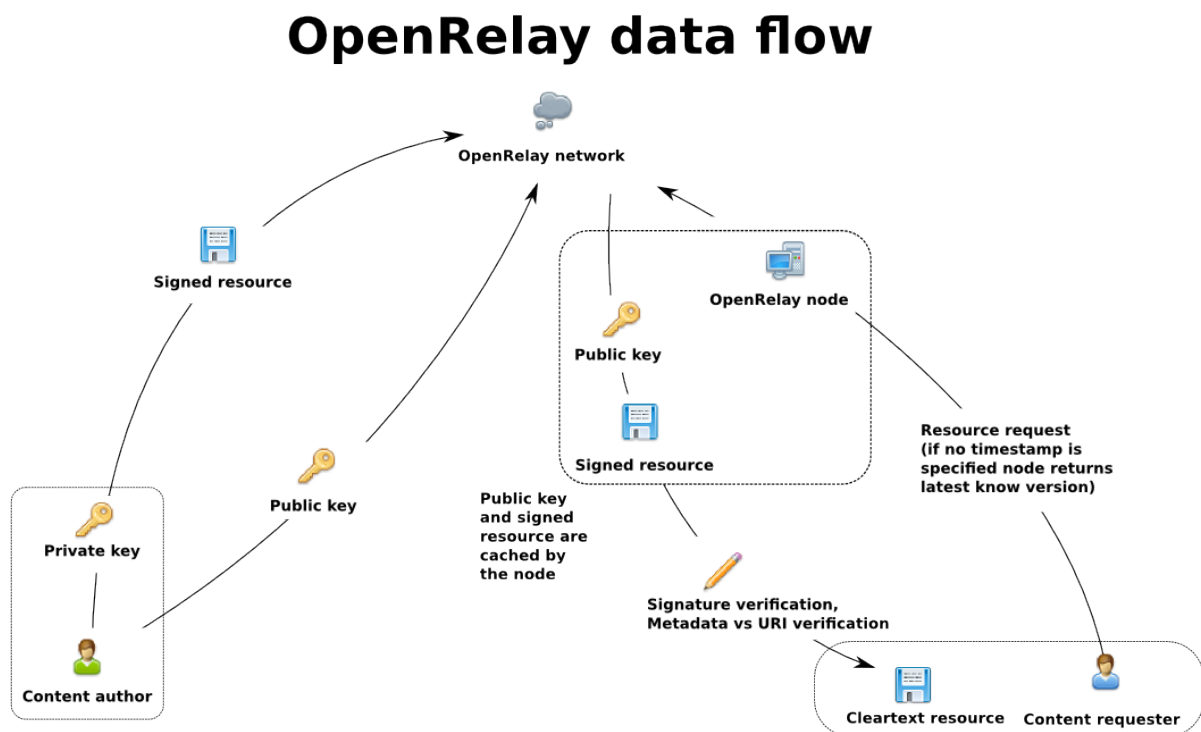 OpenRelay data flow
OpenRelay network
Signed resource
OpenRelay node
Public key
Resource request
(if no timestamp is
specified node returns
latest know version)
Signed resource
Public key
Public key
and signed
resource are
cached by
the node
Private key
Signature verification,
Metadata vs URI verification
Content author
Cleartext resource
Content requester